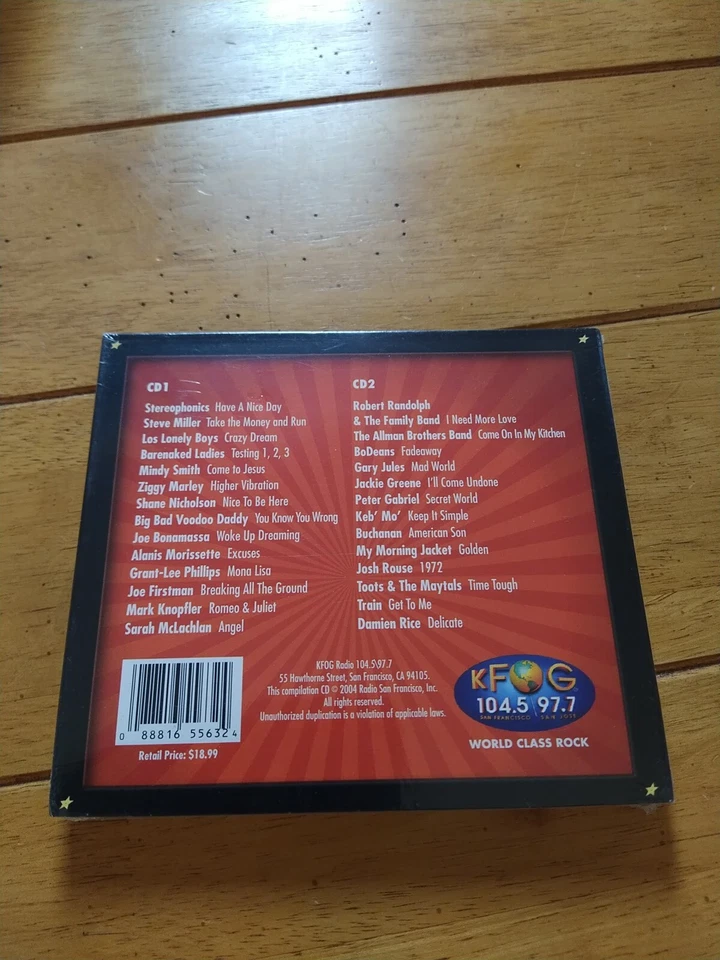 CD1
Stereophonics Have A Nice Day
Steve Miller Take the Money and Run
Los Lonely Boys Crazy Dream
Barenaked Ladies Testing 1, 2, 3
Mindy Smith Come to Jesus
Ziggy Marley Higher Vibration
Shane Nicholson Nice To Be Here
Big Bad Voodoo Daddy You Know You Wrong
Joe Bonamassa Woke Up Dreaming
Alanis Morissette Excuses
Grant-Lee Phillips Mona Lisa
Joe Firstman Breaking All The Ground
Mark Knopfler Romeo & Juliet
Sarah McLachlan Angel
CD2
Robert Randolph
& The Family Band I Need More Love
The Allman Brothers Band Come On In My Kitchen
BoDeans Fadeaway
Gary Jules Mad World
Jackie Greene I'll Come Undone
Peter Gabriel Secret World
Keb' Mo' Keep It Simple
Buchanan American Son
My Morning Jacket Golden
Josh Rouse 1972
Toots & The Maytals Time Tough
Train Get To Me
Damien Rice Delicate
0 88816 55632 4
Retail Price: $18.99
KFOG Radio 104.5\97.7
55 Hawthorne Street, San Francisco, CA 94105.
This compilation CD © 2004 Radio San Francisco, Inc.
All rights reserved.
Unauthorized duplication is a violation of applicable laws.
KFOG
104.5 97.7
SAN FRANCISCO SAN JOSE
WORLD CLASS ROCK